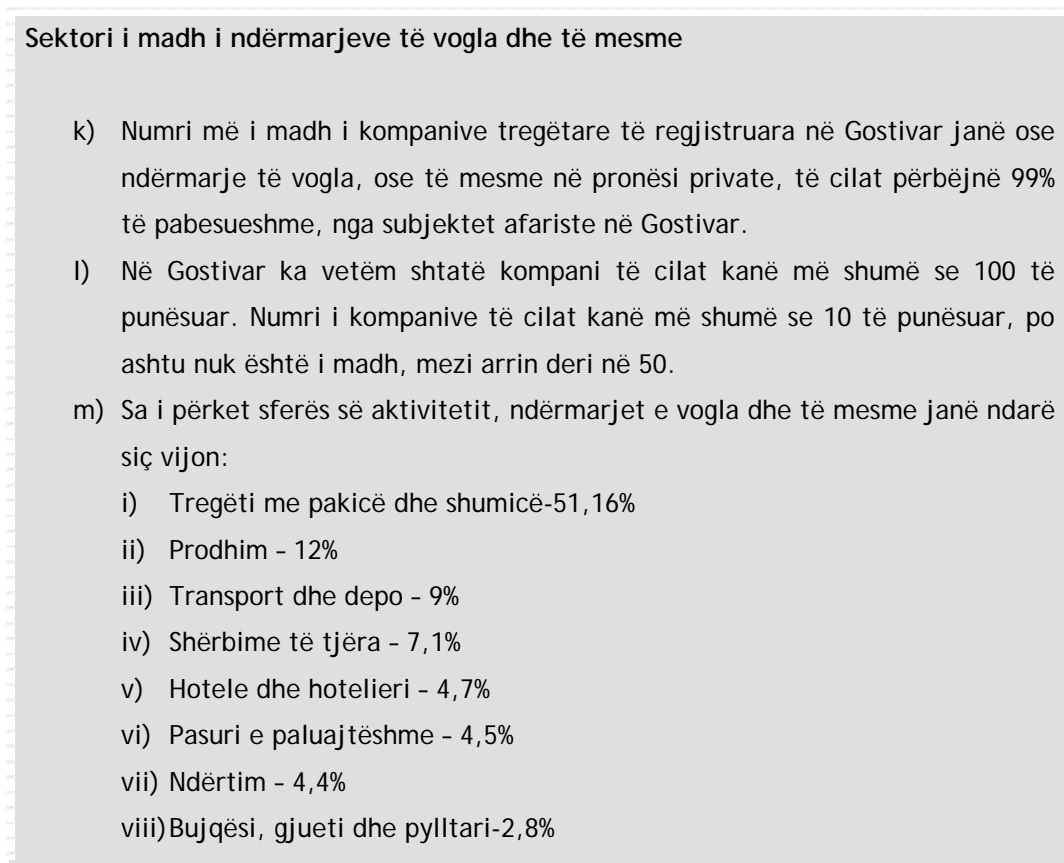 Sektori i madh i ndërmarjeve të vogla dhe të mesme
k) Numri më i madh i kompanive tregëtare të regjistruara në Gostivar janë ose
ndërmarje të vogla, ose të mesme në pronësi private, të cilat përbëjnë 99%
të pabesueshme, nga subjektet afariste në Gostivar.
l) Në Gostivar ka vetëm shtatë kompani të cilat kanë më shumë se 100 të
punësuar. Numri i kompanive të cilat kanë më shumë se 10 të punësuar, po
ashtu nuk është i madh, mezi arrin deri në 50.
m) Sa i përket sferës së aktivitetit, ndërmarjet e vogla dhe të mesme janë ndarë
siç vijon:
i) Tregëti me pakicë dhe shumicë-51,16%
ii) Prodhim – 12%
iii) Transport dhe depo – 9%
iv) Shërbime të tjëra – 7,1%
v) Hotele dhe hotelieri – 4,7%
vi) Pasuri e paluajtëshme – 4,5%
vii) Ndërtim – 4,4%
viii) Bujqësi, gjueti dhe pylltari-2,8%